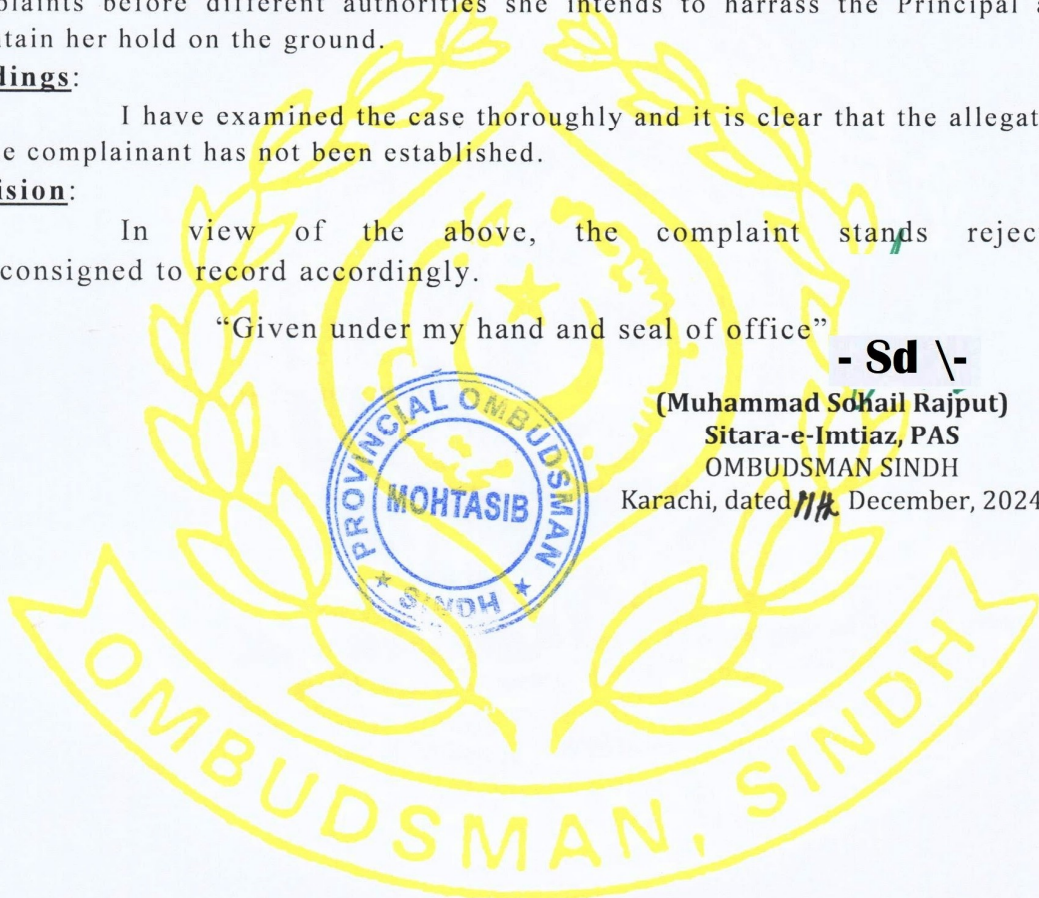 plaints before different authorities she intends to harrass the Principal a
tain her hold on the ground.
dings:
I have examined the case thoroughly and it is clear that the allegat
e complainant has not been established.
ision:
In view of the above, the complaint stands rejec
consigned to record accordingly.
“Given under my hand and seal of office”
- Sd \-
(Muhammad Sohail Rajput)
Sitara-e-Imtiaz, PAS
OMBUDSMAN SINDH
Karachi, dated December, 2024
PROVINCIAL OMBUDSMAN
MOHTASIB
SINDH
OMBUDSMAN, SINDH